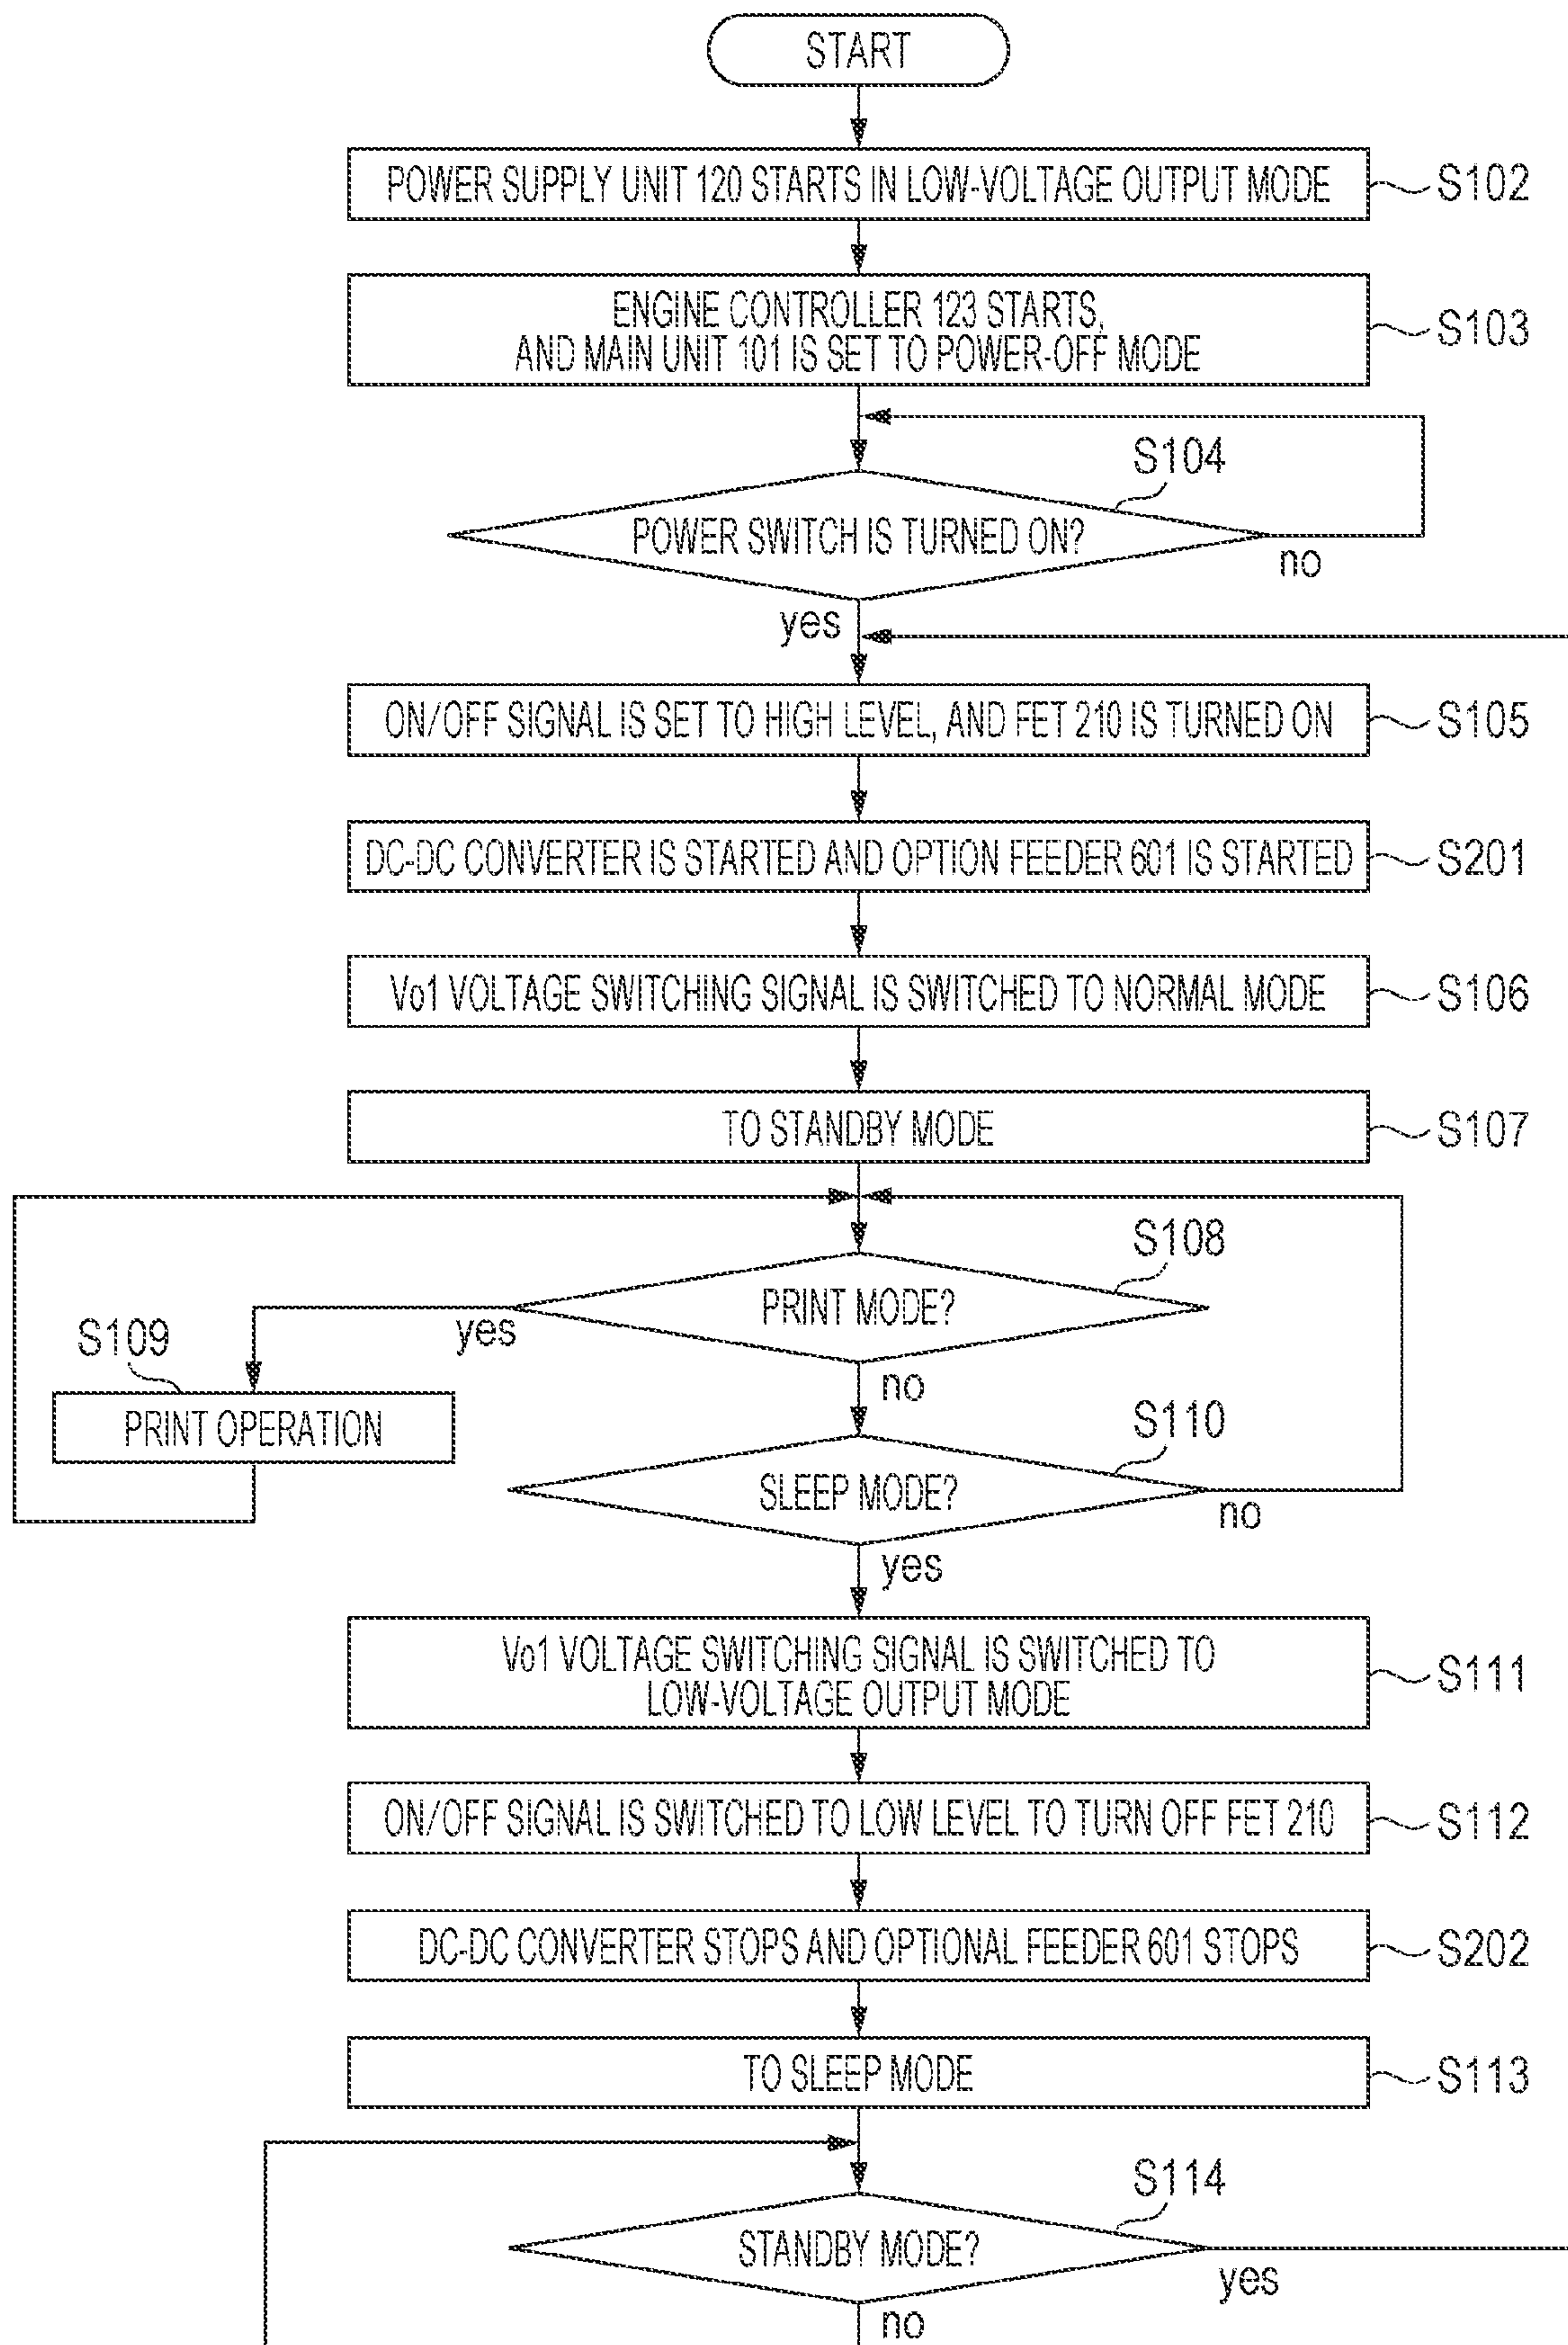 START
POWER SUPPLY UNIT 120 STARTS IN LOW-VOLTAGE OUTPUT MODE
S102
ENGINE CONTROLLER 123 STARTS,
AND MAIN UNIT 101 IS SET TO POWER-OFF MODE
S103
S104
POWER SWITCH IS TURNED ON?
no
yes
ON/OFF SIGNAL IS SET TO HIGH LEVEL, AND FET 210 IS TURNED ON
S105
DC-DC CONVERTER IS STARTED AND OPTION FEEDER 601 IS STARTED
S201
Vo1 VOLTAGE SWITCHING SIGNAL IS SWITCHED TO NORMAL MODE
S106
TO STANDBY MODE
S107
S108
PRINT MODE?
yes
S109
no
PRINT OPERATION
S110
SLEEP MODE?
no
yes
Vo1 VOLTAGE SWITCHING SIGNAL IS SWITCHED TO
LOW-VOLTAGE OUTPUT MODE
S111
ON/OFF SIGNAL IS SWITCHED TO LOW LEVEL TO TURN OFF FET 210
S112
DC-DC CONVERTER STOPS AND OPTIONAL FEEDER 601 STOPS
S202
TO SLEEP MODE
S113
S114
STANDBY MODE?
yes
no